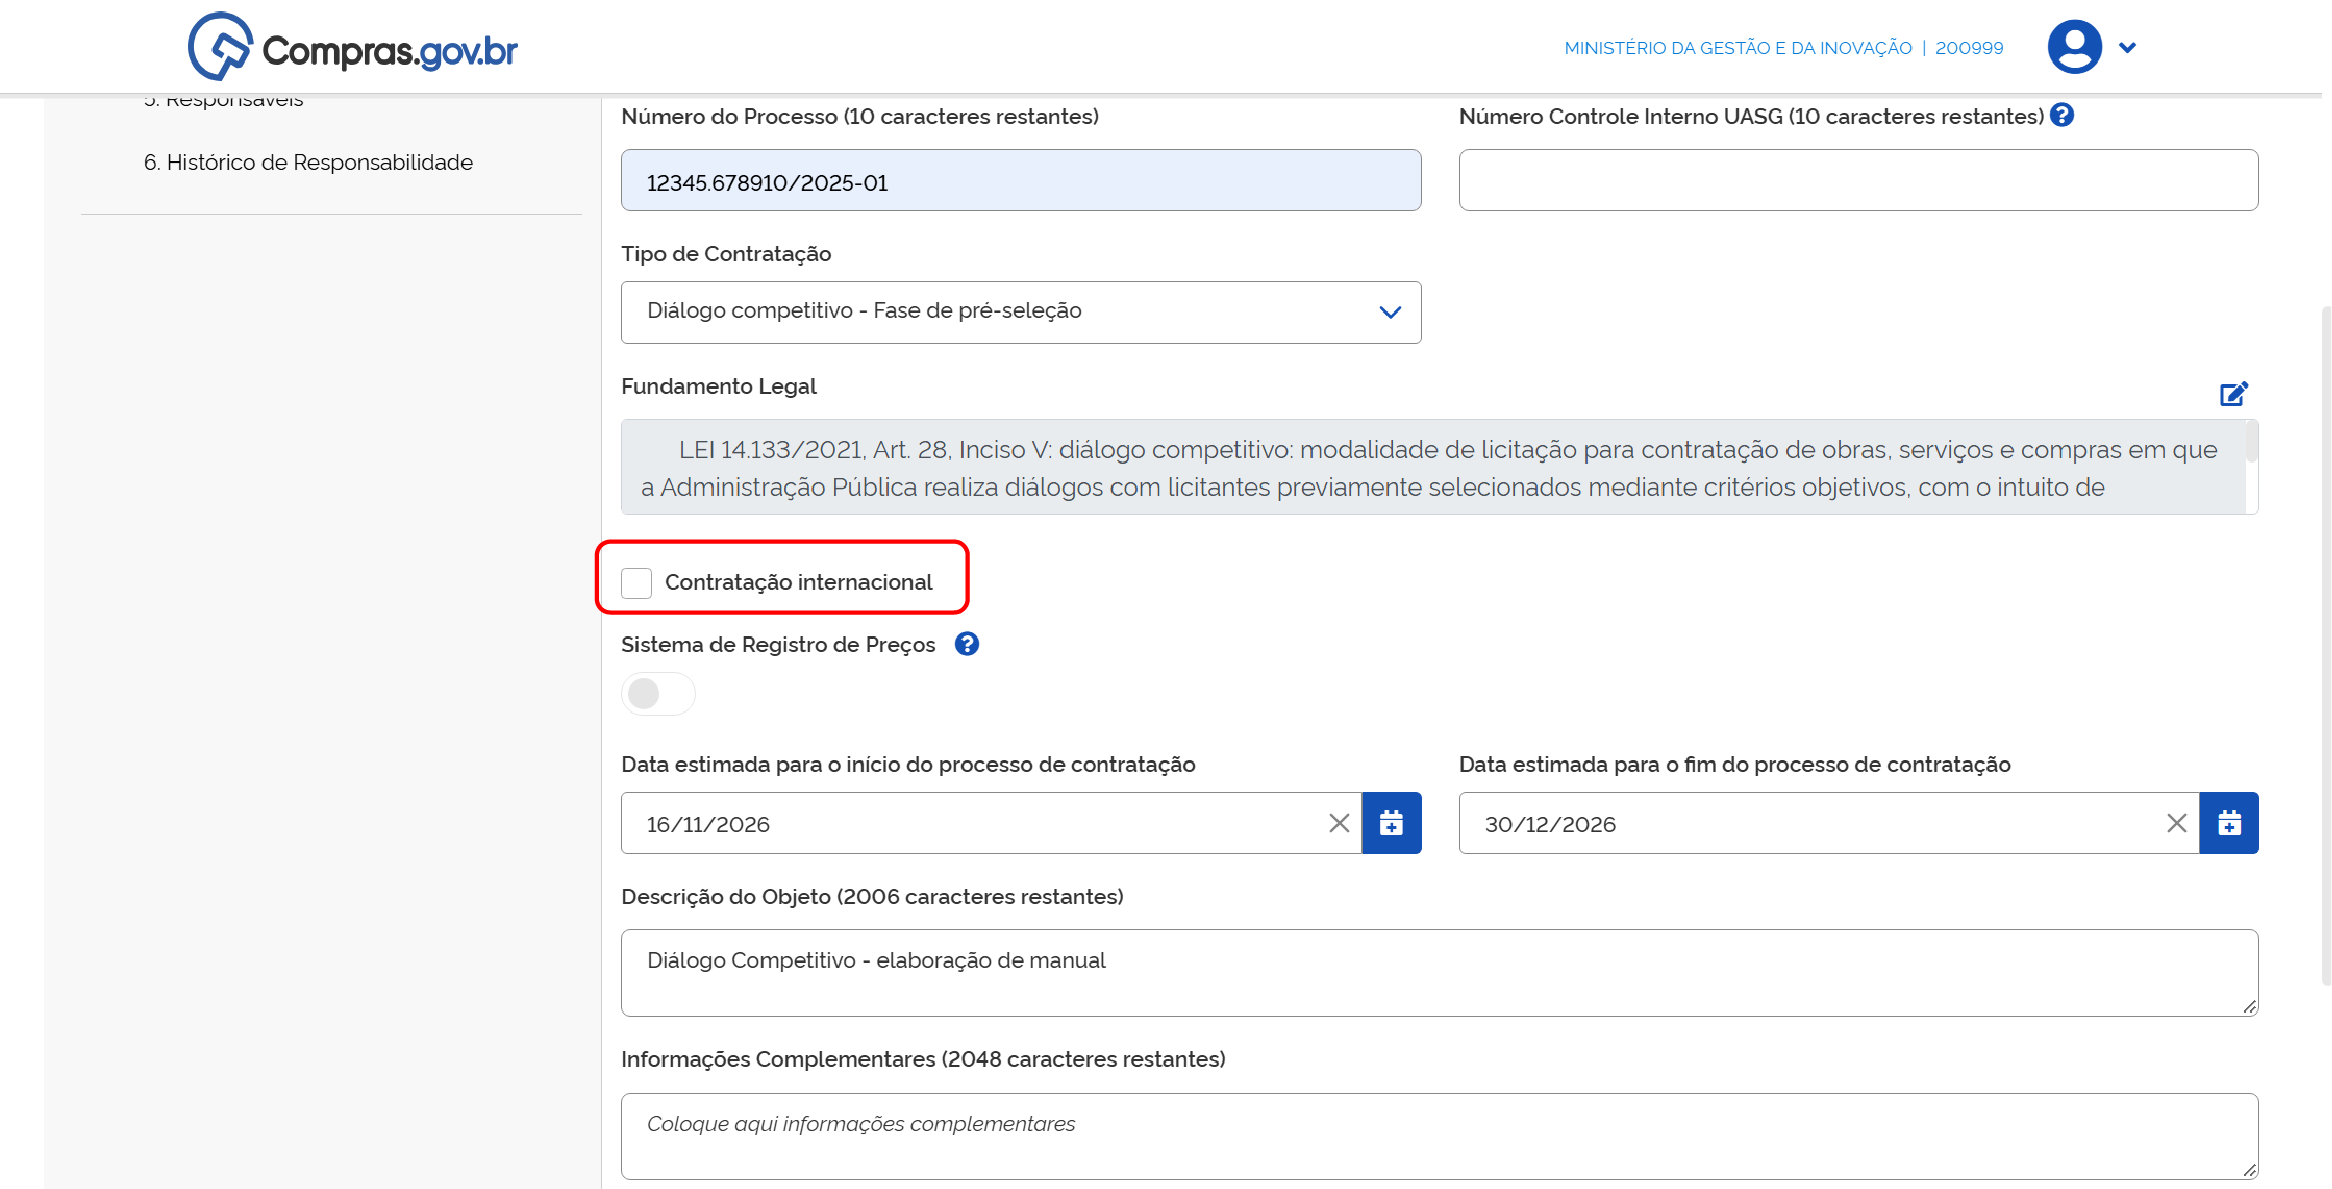 Compras.gov.br
MINISTÉRIO DA GESTÃO E DA INOVAÇÃO | 200999
5. Responsáveis
6. Histórico de Responsabilidade
Número do Processo (10 caracteres restantes)
12345.678910/2025-01
Número Controle Interno UASG (10 caracteres restantes)
Tipo de Contratação
Diálogo competitivo - Fase de pré-seleção
Fundamento Legal
LEI 14.133/2021, Art. 28, Inciso V: diálogo competitivo: modalidade de licitação para contratação de obras, serviços e compras em que
a Administração Pública realiza diálogos com licitantes previamente selecionados mediante critérios objetivos, com o intuito de
Contratação internacional
Sistema de Registro de Preços
Data estimada para o início do processo de contratação
16/11/2026
Data estimada para o fim do processo de contratação
30/12/2026
Descrição do Objeto (2006 caracteres restantes)
Diálogo Competitivo - elaboração de manual
Informações Complementares (2048 caracteres restantes)
Coloque aqui informações complementares